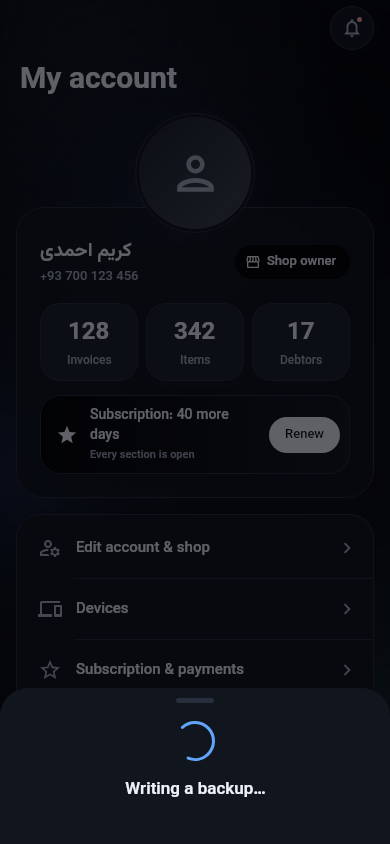 My account
کریم احمدی
+93 700 123 456
Shop owner
128
Invoices
342
Items
17
Debtors
Subscription: 40 more
days
Every section is open
Renew
Edit account & shop
Devices
Subscription & payments
Writing a backup...